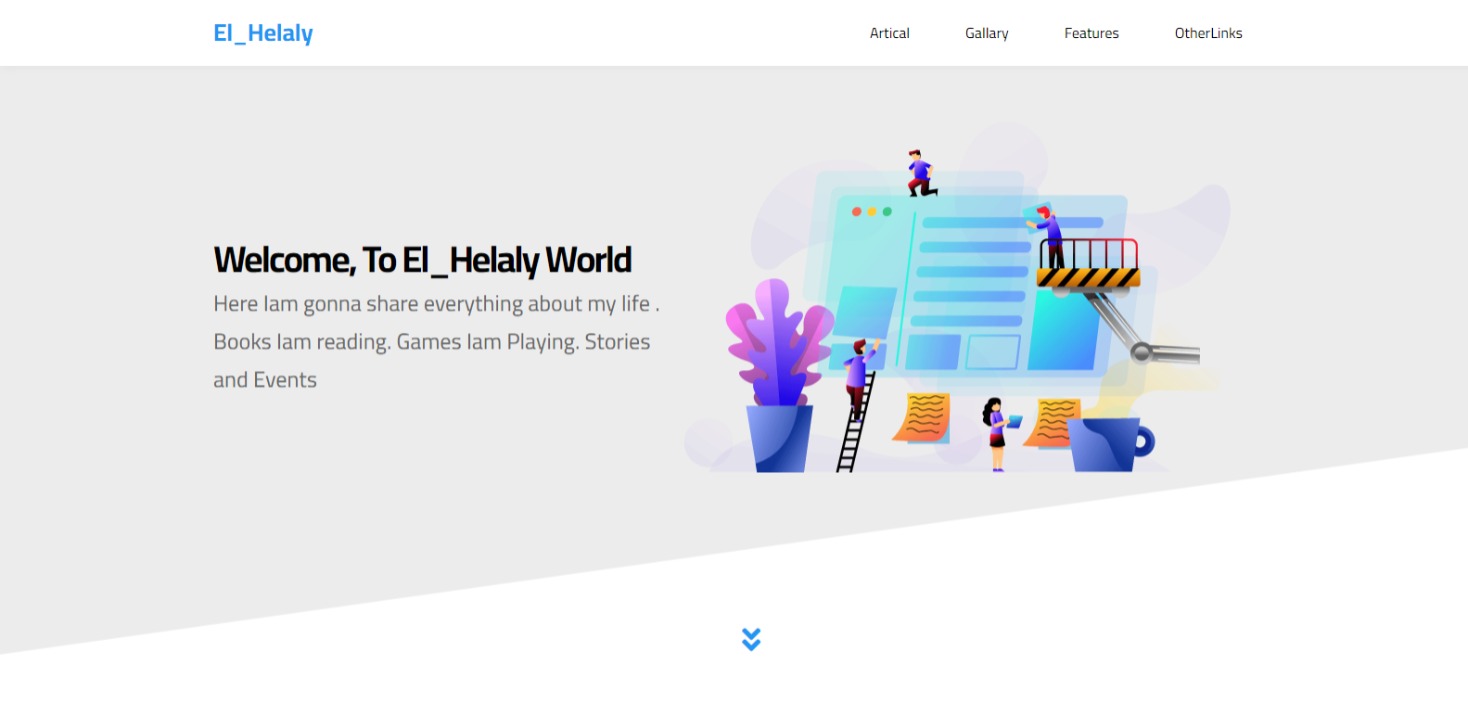 El_Helaly
Artical Gallary Features OtherLinks
Welcome, To El_Helaly World
Here Iam gonna share everything about my life .
Books Iam reading. Games Iam Playing. Stories
and Events